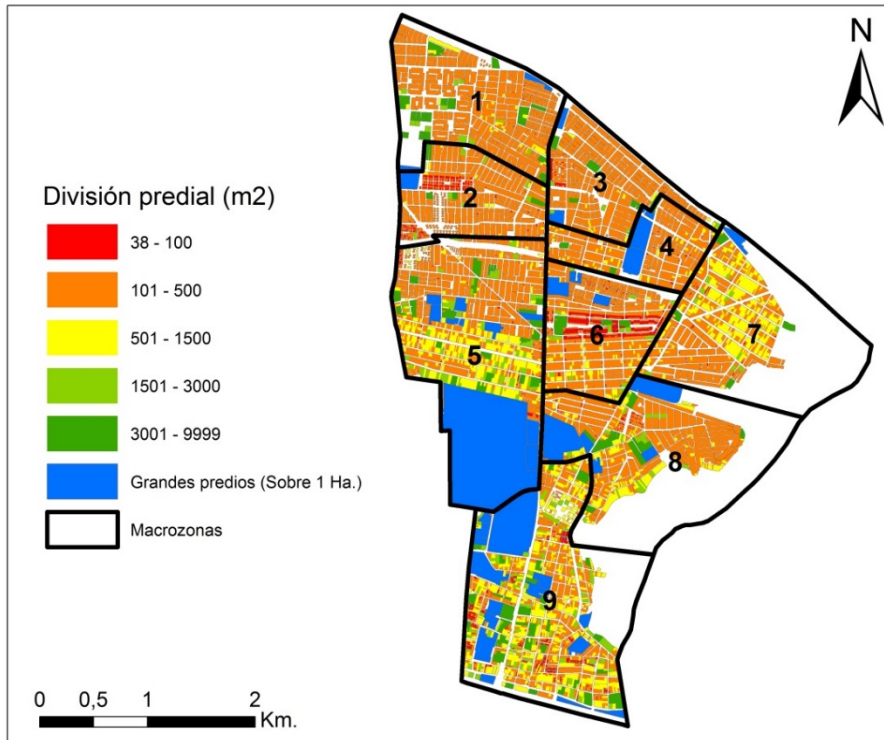 N
1
2
3
4
5
6
7
8
9
División predial (m2)
38 - 100
101 - 500
501 - 1500
1501 - 3000
3001 - 9999
Grandes predios (Sobre 1 Ha.)
Macrozonas
0 0,5 1 2
Km.